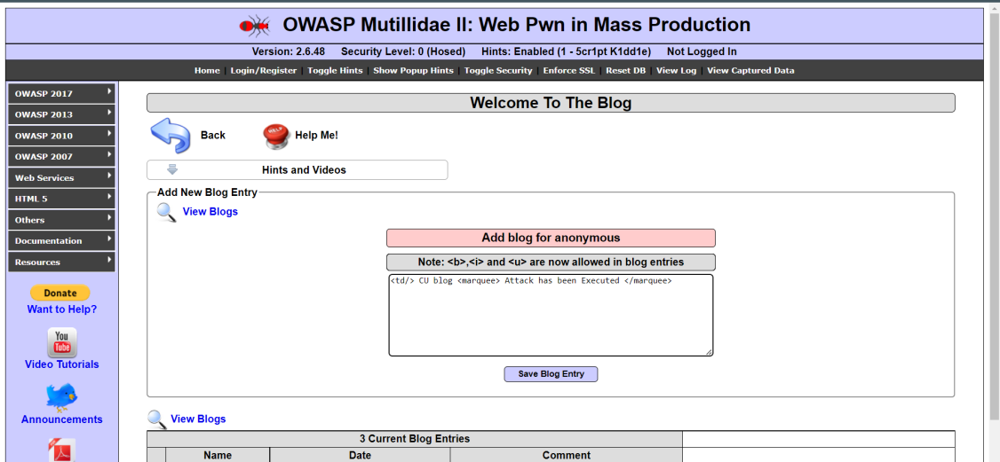 OWASP Mutillidae II: Web Pwn in Mass Production
Version: 2.6.48 Security Level: 0 (Hosed) Hints: Enabled (1 - 5cr1pt K1dd1e) Not Logged In
Home | Login/Register | Toggle Hints | Show Popup Hints | Toggle Security | Enforce SSL | Reset DB | View Log | View Captured Data
OWASP 2017
OWASP 2013
OWASP 2010
OWASP 2007
Web Services
HTML 5
Others
Documentation
Resources
Donate
Want to Help?
You
Tube
Video Tutorials
Announcements
Welcome To The Blog
Back
HELP
Help Me!
Hints and Videos
Add New Blog Entry
View Blogs
Add blog for anonymous
Note: <b>,<i> and <u> are now allowed in blog entries
<td/> CU blog <marquee> Attack has been Executed </marquee>
Save Blog Entry
View Blogs
3 Current Blog Entries
Name Date Comment